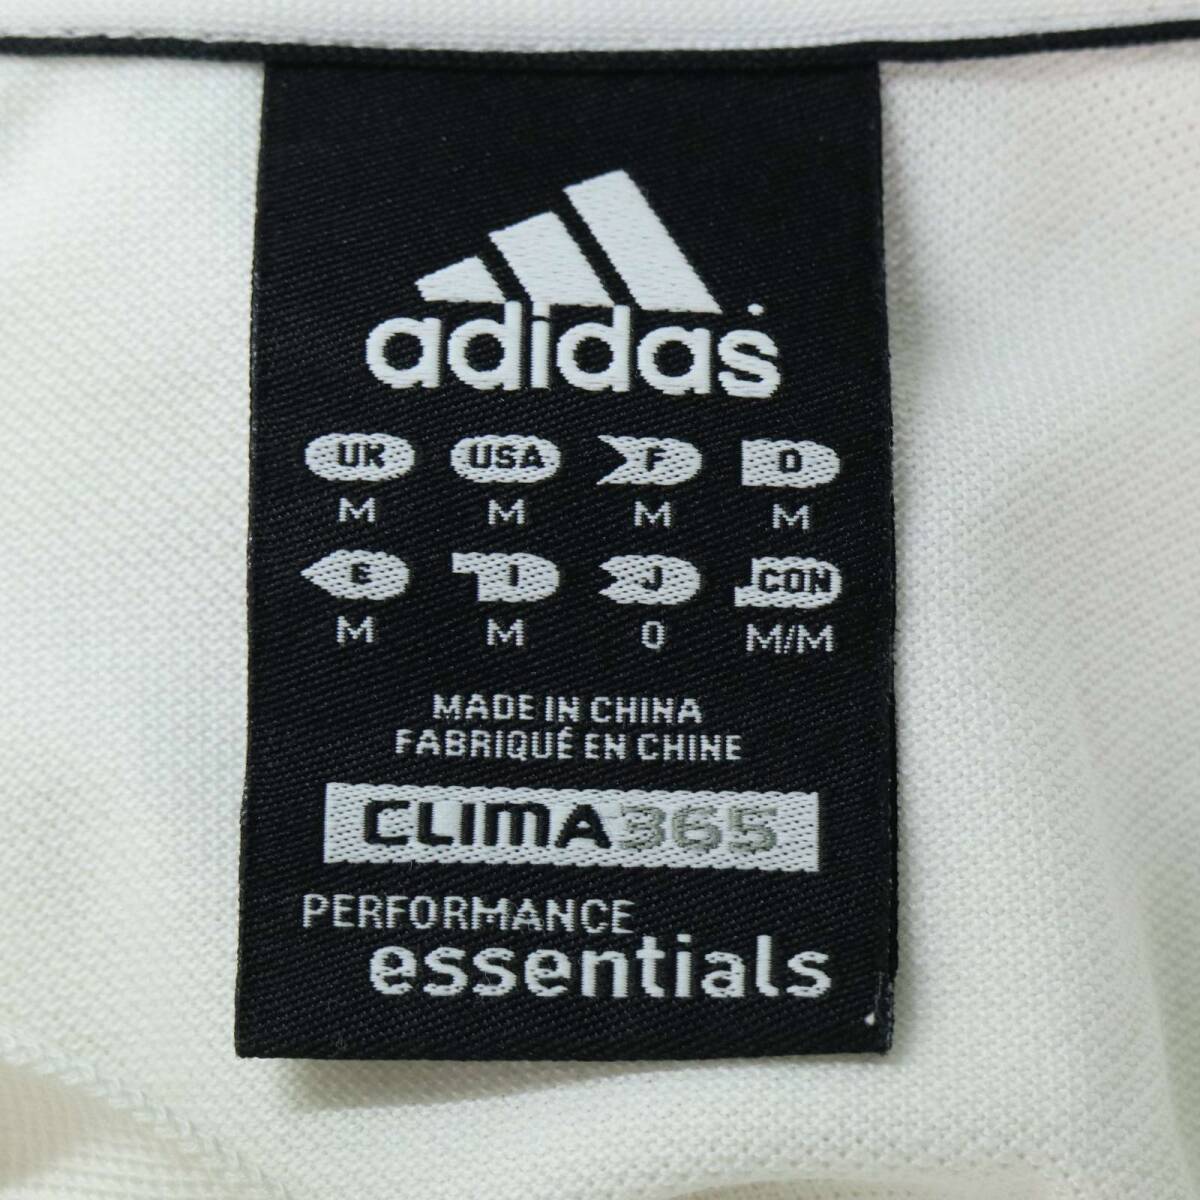 adidas
UK USA F D
M M M M
E I J CON
M M O M/M
MADE IN CHINA
FABRIQUÉ EN CHINE
CLIMA365
PERFORMANCE
essentials